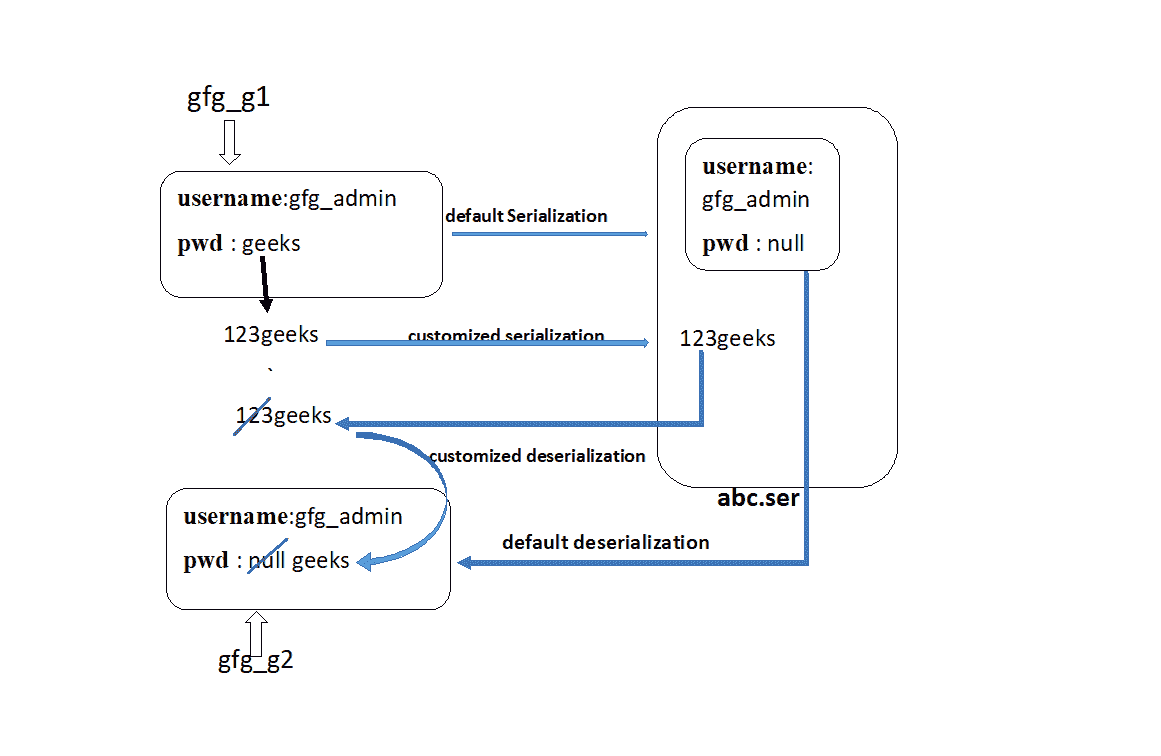 gfg_g1
username:gfg_admin
pwd : geeks
default Serialization
username:
gfg_admin
pwd : null
123geeks
customized serialization
123geeks
`
123geeks
customized deserialization
abc.ser
username:gfg_admin
pwd : null geeks
default deserialization
gfg_g2